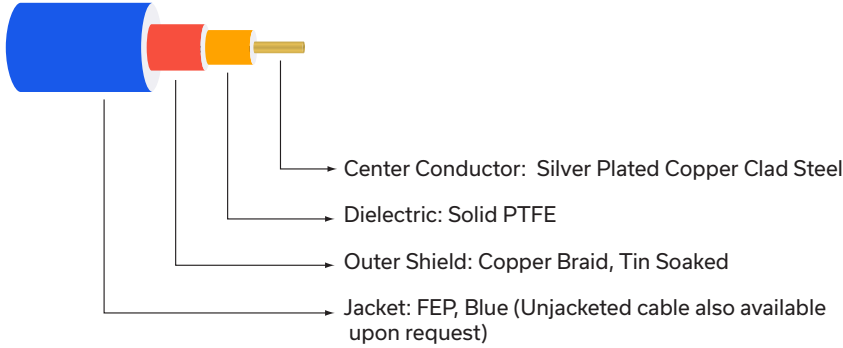 Center Conductor:  Silver Plated Copper Clad Steel
Dielectric: Solid PTFE
Outer Shield: Copper Braid, Tin Soaked
Jacket: FEP, Blue (Unjacketed cable also available
upon request)